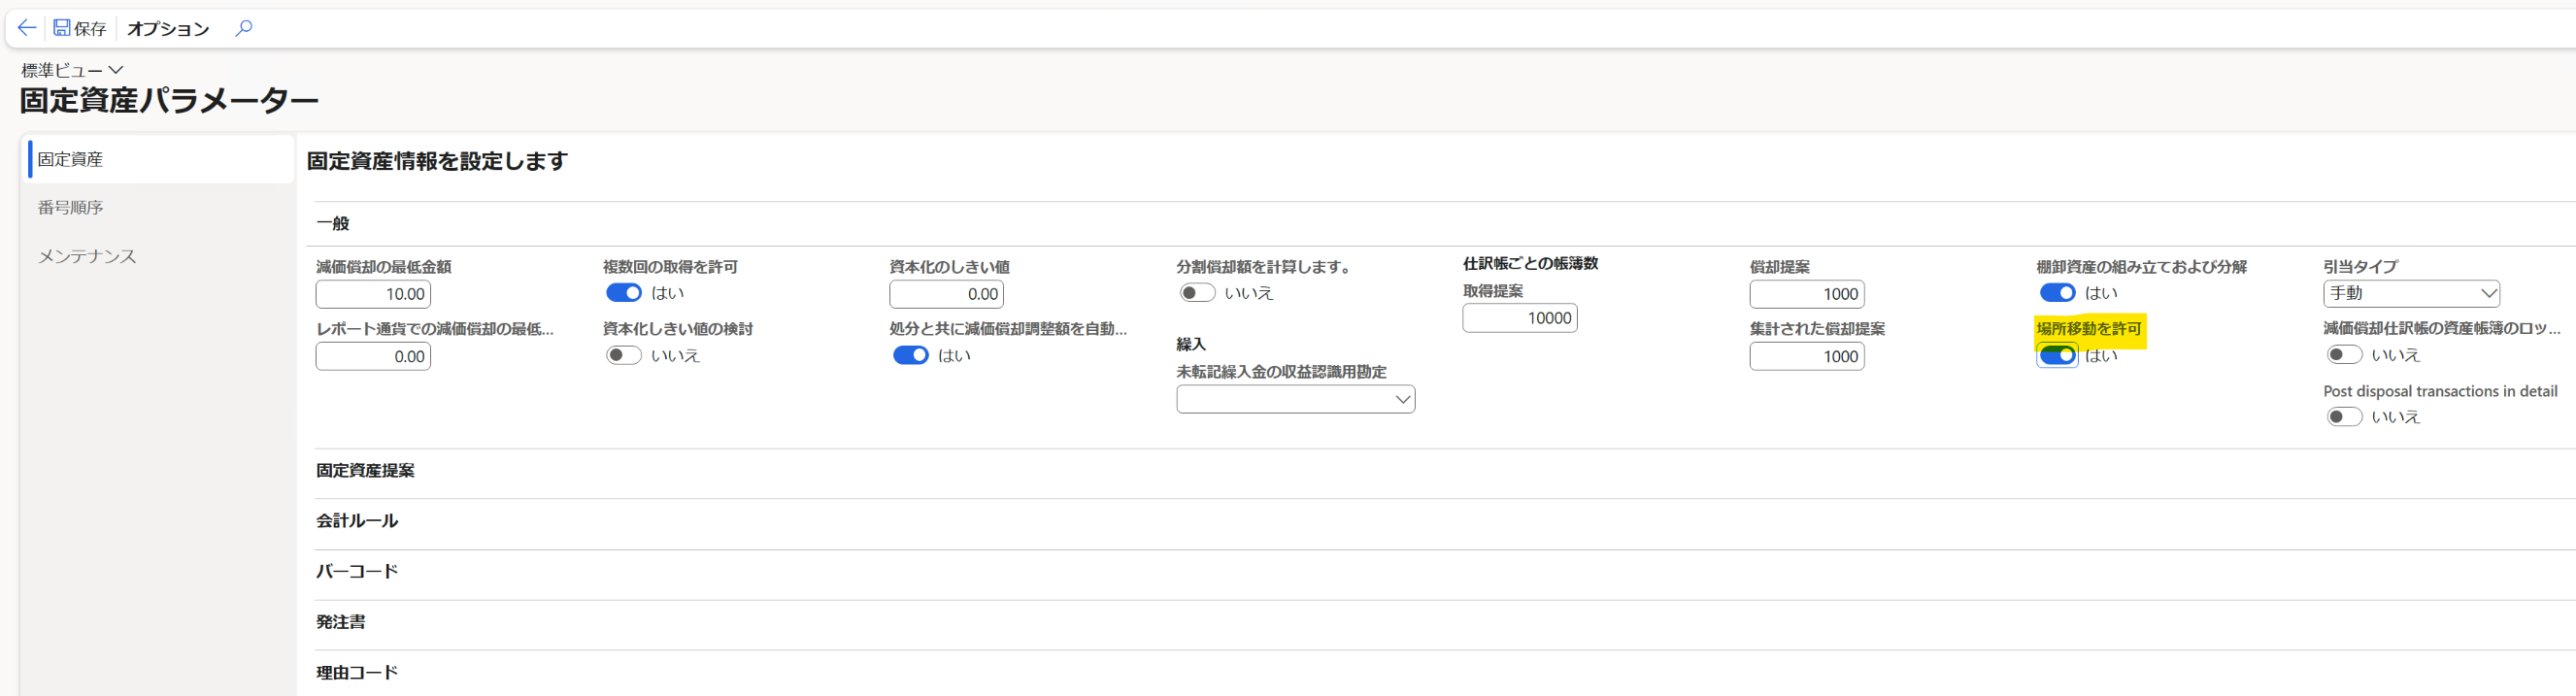 保存
オプション
標準ビュー
固定資産パラメーター
固定資産
番号順序
メンテナンス
固定資産情報を設定します
一般
減価償却の最低金額
10.00
レポート通貨での減価償却の最低...
0.00
複数回の取得を許可
はい
資本化しきい値の検討
いいえ
資本化のしきい値
0.00
処分と共に減価償却調整額を自動...
はい
分割償却額を計算します。
いいえ
繰入
未転記繰入金の収益認識用勘定
仕訳帳ごとの帳簿数
取得提案
10000
償却提案
1000
集計された償却提案
1000
棚卸資産の組み立ておよび分解
はい
場所移動を許可
はい
引当タイプ
手動
減価償却仕訳帳の資産帳簿のロッ...
いいえ
Post disposal transactions in detail
いいえ
固定資産提案
会計ルール
バーコード
発注書
理由コード